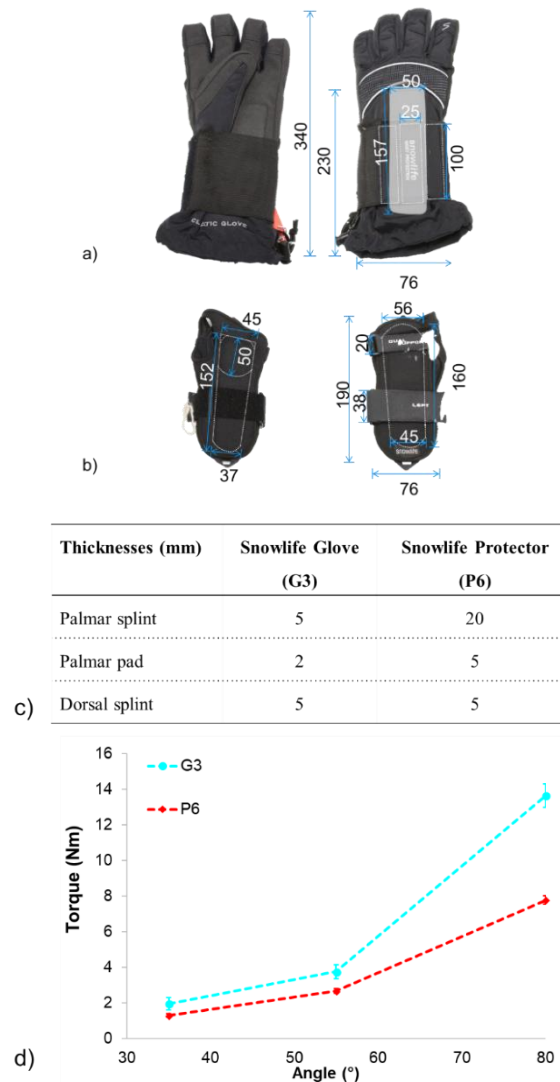 50
25
340
230
157
100
snowlife
ELASTIC GLOVE
a)
76
45
56
20
50
152
190
38
160
LEFT
45
b)
37
76
Thicknesses (mm) Snowlife Glove Snowlife Protector
(G3) (P6)
Palmar splint 5 20
Palmar pad 2 5
Dorsal splint 5 5
c)
16
G3
14
P6
12
10
8
6
4
2
0
Torque (Nm)
30 40 50 60 70 80
Angle (°)
d)